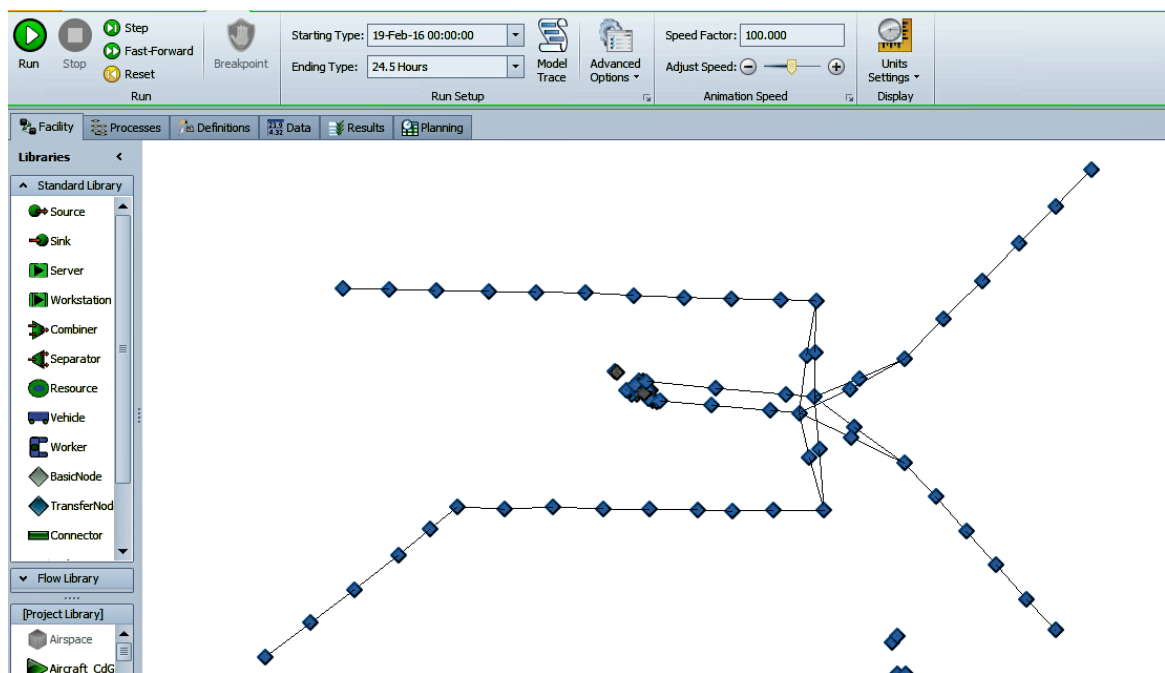 Run
Stop
Step
Fast-Forward
Reset
Run
Breakpoint
Starting Type: 19-Feb-16 00:00:00
Ending Type: 24.5 Hours
Model Trace
Advanced Options
Run Setup
Speed Factor: 100.000
Adjust Speed:
Animation Speed
Units Settings
Display
Facility
Processes
Definitions
Data
Results
Planning
Libraries
Standard Library
Source
Sink
Server
Workstation
Combiner
Separator
Resource
Vehicle
Worker
BasicNode
TransferNod
Connector
Flow Library
[Project Library]
Airspace
Aircraft_CdG